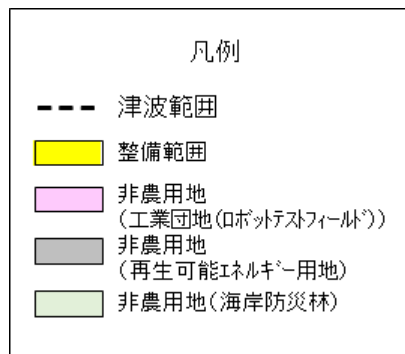 凡例
津波範囲
整備範囲
非農用地
(工業団地(ﾛﾎﾞｯﾄﾃｽﾄﾌｨｰﾙﾄﾞ))
非農用地
(再生可能ｴﾈﾙｷﾞｰ用地)
非農用地(海岸防災林)